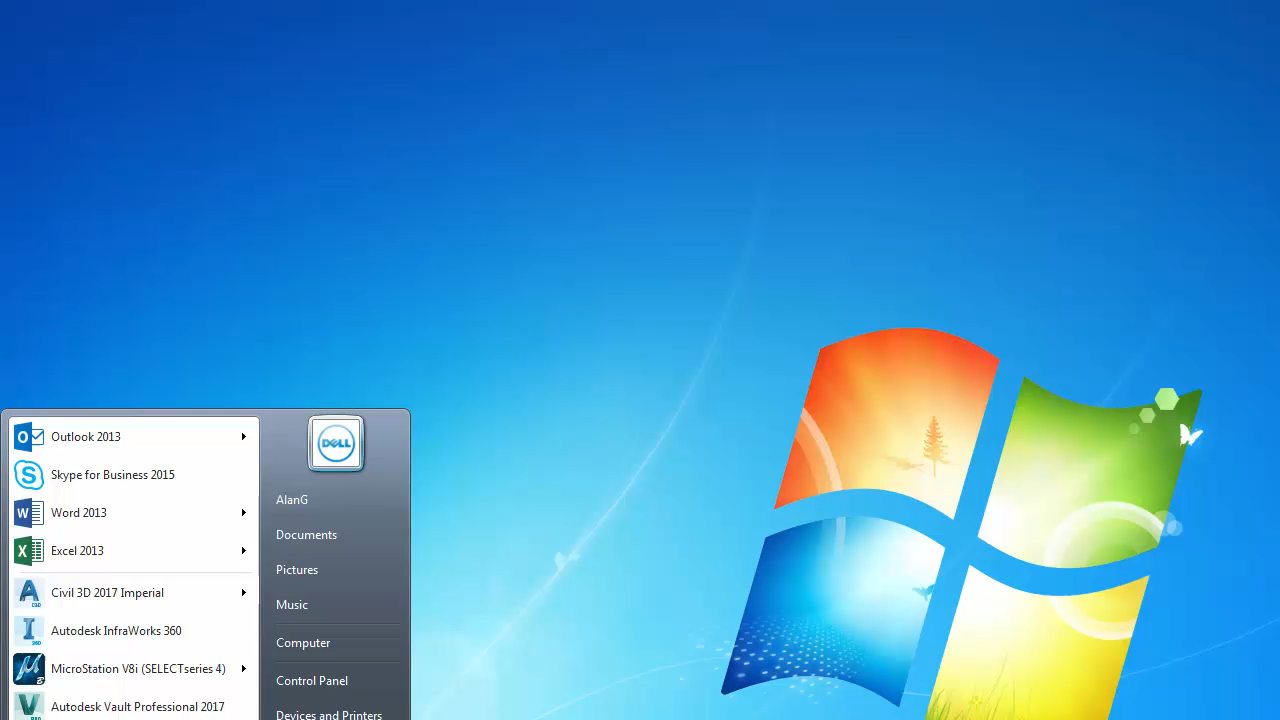 Outlook 2013
Skype for Business 2015
Word 2013
Excel 2013
Civil 3D 2017 Imperial
Autodesk InfraWorks 360
MicroStation V8i (SELECTseries 4)
Autodesk Vault Professional 2017
DELL
AlanG
Documents
Pictures
Music
Computer
Control Panel
Devices and Printers